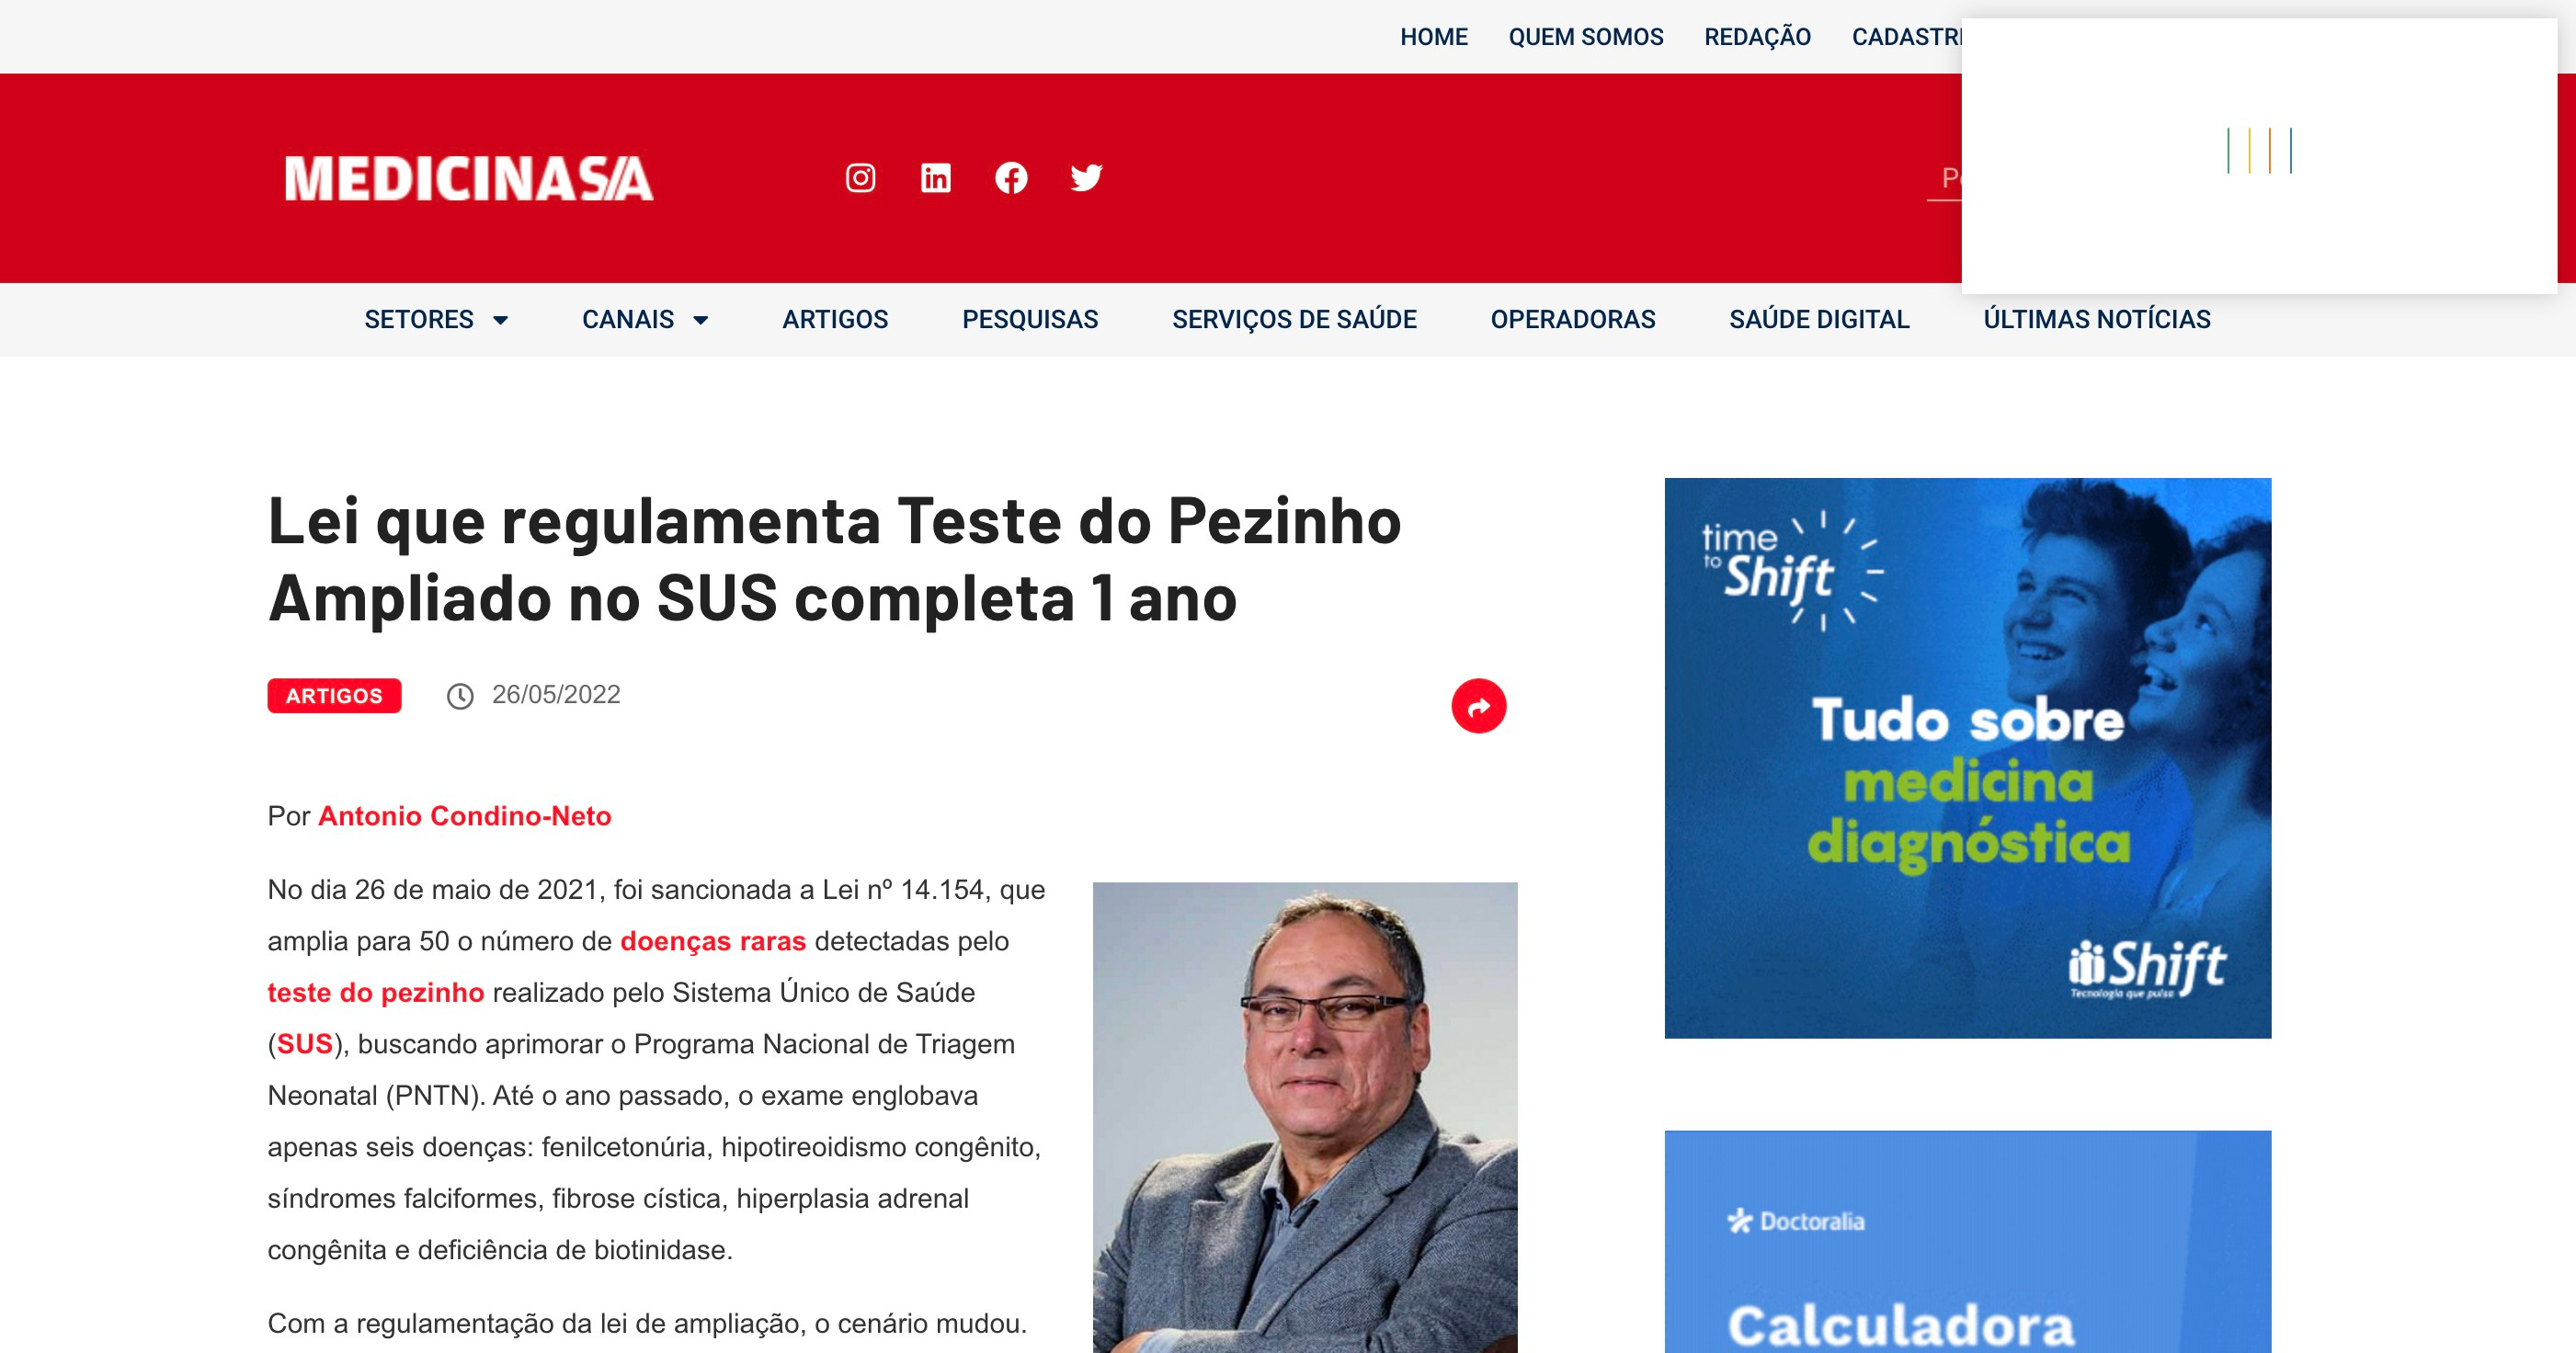 HOME QUEM SOMOS REDAÇÃO
MEDICINASA
SETORES CANAIS ARTIGOS PESQUISAS SERVIÇOS DE SAÚDE OPERADORAS SAÚDE DIGITAL ÚLTIMAS NOTÍCIAS
Lei que regulamenta Teste do Pezinho
Ampliado no SUS completa 1 ano
ARTIGOS 26/05/2022
Por Antonio Condino-Neto
No dia 26 de maio de 2021, foi sancionada a Lei nº 14.154, que
amplia para 50 o número de doenças raras detectadas pelo
teste do pezinho realizado pelo Sistema Único de Saúde
(SUS), buscando aprimorar o Programa Nacional de Triagem
Neonatal (PNTN). Até o ano passado, o exame englobava
apenas seis doenças: fenilcetonúria, hipotireoidismo congênito,
síndromes falciformes, fibrose cística, hiperplasia adrenal
congênita e deficiência de biotinidase.
Com a regulamentação da lei de ampliação, o cenário mudou.
time
to Shift
Tudo sobre
medicina
diagnóstica
Shift
Tecnologia que pulsa
Doctoralia
Calculadora